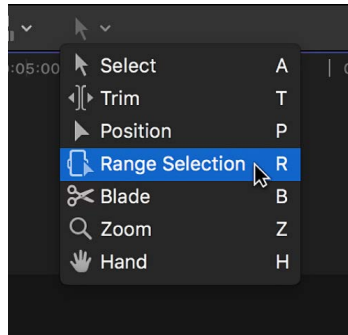 :05:00
Select A
Trim T
Position P
Range Selection R
Blade B
Zoom Z
Hand H